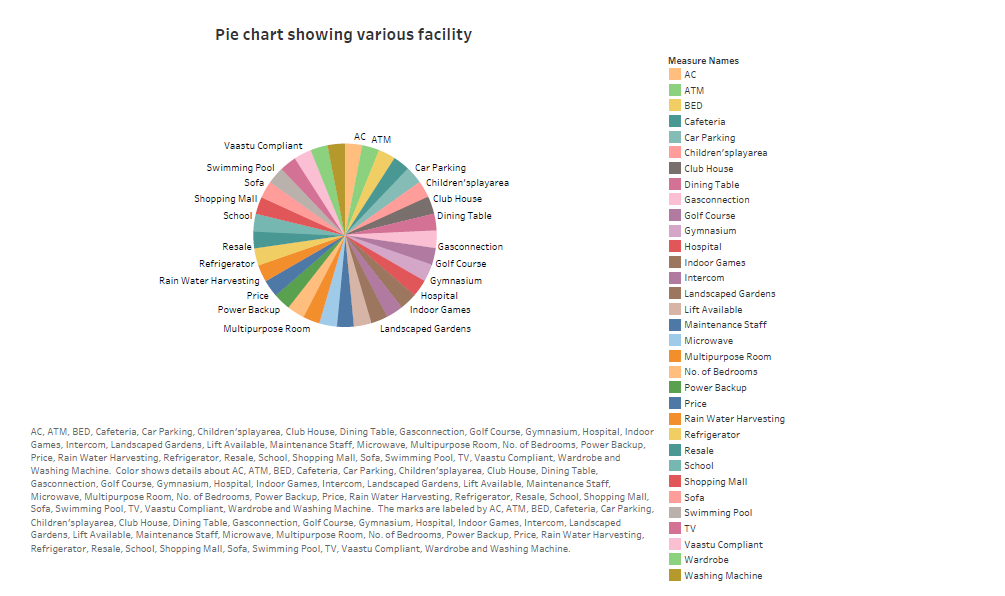 Pie chart showing various facility
AC
ATM
Vaastu Compliant
Swimming Pool
Car Parking
Sofa
Children'splayarea
Shopping Mall
Club House
School
Dining Table
Resale
Gasconnection
Refrigerator
Golf Course
Rain Water Harvesting
Gymnasium
Price
Hospital
Power Backup
Indoor Games
Multipurpose Room
Landscaped Gardens
Measure Names
AC
ATM
BED
Cafeteria
Car Parking
Children'splayarea
Club House
Dining Table
Gasconnection
Golf Course
Gymnasium
Hospital
Indoor Games
Intercom
Landscaped Gardens
Lift Available
Maintenance Staff
Microwave
Multipurpose Room
No. of Bedrooms
Power Backup
Price
Rain Water Harvesting
Refrigerator
Resale
School
Shopping Mall
Sofa
Swimming Pool
TV
Vaastu Compliant
Wardrobe
Washing Machine
AC, ATM, BED, Cafeteria, Car Parking, Children'splayarea, Club House, Dining Table, Gasconnection, Golf Course, Gymnasium, Hospital, Indoor
Games, Intercom, Landscaped Gardens, Lift Available, Maintenance Staff, Microwave, Multipurpose Room, No. of Bedrooms, Power Backup,
Price, Rain Water Harvesting, Refrigerator, Resale, School, Shopping Mall, Sofa, Swimming Pool, TV, Vaastu Compliant, Wardrobe and
Washing Machine. Color shows details about AC, ATM, BED, Cafeteria, Car Parking, Children'splayarea, Club House, Dining Table,
Gasconnection, Golf Course, Gymnasium, Hospital, Indoor Games, Intercom, Landscaped Gardens, Lift Available, Maintenance Staff,
Microwave, Multipurpose Room, No. of Bedrooms, Power Backup, Price, Rain Water Harvesting, Refrigerator, Resale, School, Shopping Mall,
Sofa, Swimming Pool, TV, Vaastu Compliant, Wardrobe and Washing Machine. The marks are labeled by AC, ATM, BED, Cafeteria, Car Parking,
Children'splayarea, Club House, Dining Table, Gasconnection, Golf Course, Gymnasium, Hospital, Indoor Games, Intercom, Landscaped
Gardens, Lift Available, Maintenance Staff, Microwave, Multipurpose Room, No. of Bedrooms, Power Backup, Price, Rain Water Harvesting,
Refrigerator, Resale, School, Shopping Mall, Sofa, Swimming Pool, TV, Vaastu Compliant, Wardrobe and Washing Machine.